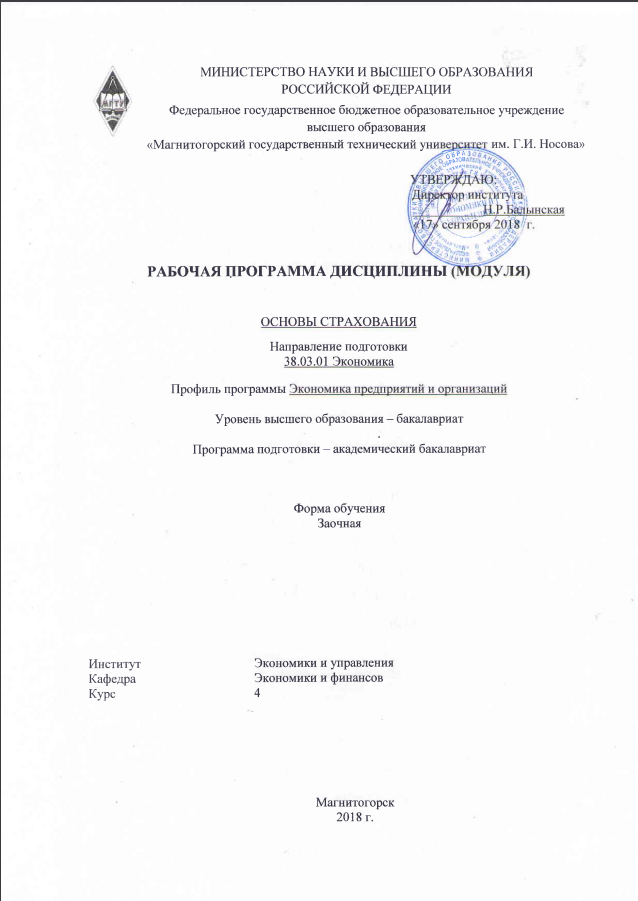 МИНИСТЕРСТВО НАУКИ И ВЫСШЕГО ОБРАЗОВАНИЯ
РОССИЙСКОЙ ФЕДЕРАЦИИ
Федеральное государственное бюджетное образовательное учреждение
высшего образования
«Магнитогорский государственный технический университет им. Г.И. Носова»
МГТУ
УТВЕРЖДАЮ:
Директор института
Н.Р.Балынская
«17» сентября 2018 г.
РАБОЧАЯ ПРОГРАММА ДИСЦИПЛИНЫ (МОДУЛЯ)
ОСНОВЫ СТРАХОВАНИЯ
Направление подготовки
38.03.01 Экономика
Профиль программы Экономика предприятий и организаций
Уровень высшего образования – бакалавриат
Программа подготовки – академический бакалавриат
Форма обучения
Заочная
Институт Экономики и управления
Кафедра Экономики и финансов
Курс 4
Магнитогорск
2018 г.